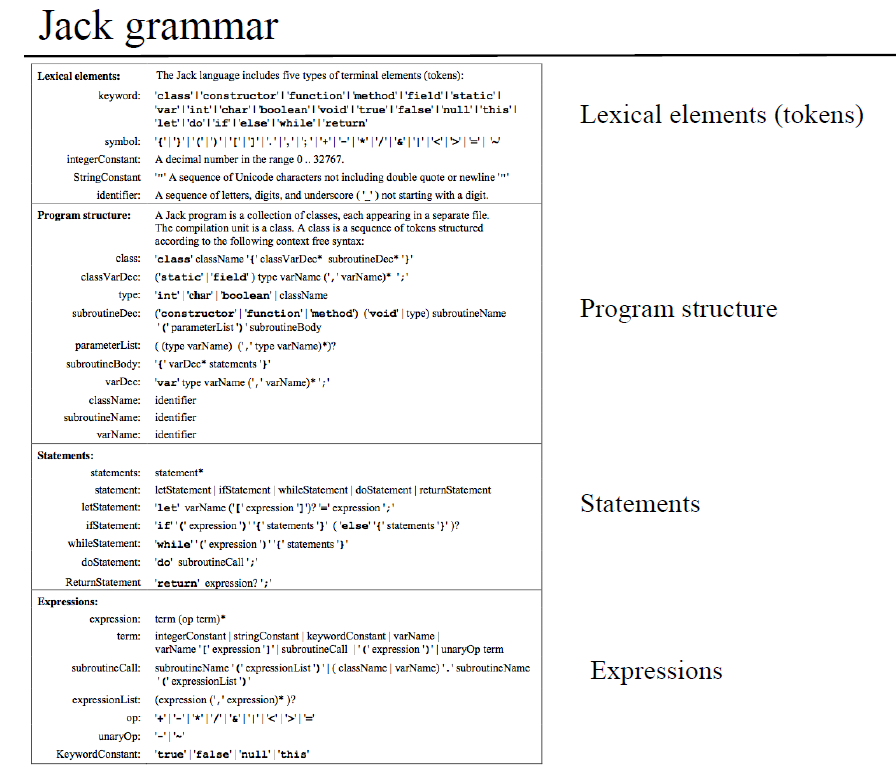 Jack grammar
Lexical elements: The Jack language includes five types of terminal elements (tokens):
keyword: 'class'|'constructor'|'function'|'method'|'field'|'static'|
'var'|'int'|'char'|'boolean'|'void'|'true'|'false'|'null'|'this'|
'let'|'do'|'if'|'else'|'while'|'return'
symbol: '{'|'}'|'('|')'|'['|']'|'.'|','|';'|'+'|'-'|'*'|'/'|'&'|'|'|'<'|'>'|'='|'~'
integerConstant: A decimal number in the range 0 .. 32767.
StringConstant '"' A sequence of Unicode characters not including double quote or newline '"'
identifier: A sequence of letters, digits, and underscore ('_') not starting with a digit.
Lexical elements (tokens)
Program structure: A Jack program is a collection of classes, each appearing in a separate file.
The compilation unit is a class. A class is a sequence of tokens structured
according to the following context free syntax:
class: 'class' className '{' classVarDec* subroutineDec* '}'
classVarDec: ('static'|'field') type varName (',' varName)* ';'
type: 'int'|'char'|'boolean'|className
subroutineDec: ('constructor'|'function'|'method') ('void'|type) subroutineName
'(' parameterList ')' subroutineBody
parameterList: ( (type varName) (',' type varName)*)?
subroutineBody: '{' varDec* statements '}'
varDec: 'var' type varName (',' varName)* ';'
className: identifier
subroutineName: identifier
varName: identifier
Program structure
Statements:
statements: statement*
statement: letStatement | ifStatement | whileStatement | doStatement | returnStatement
letStatement: 'let' varName ('[' expression ']')? '=' expression ';'
ifStatement: 'if' '(' expression ')' '{' statements '}' ('else' '{' statements '}' )?
whileStatement: 'while' '(' expression ')' '{' statements '}'
doStatement: 'do' subroutineCall ';'
ReturnStatement 'return' expression? ';'
Statements
Expressions:
expression: term (op term)*
term: integerConstant | stringConstant | keywordConstant | varName |
varName '[' expression ']' | subroutineCall | '(' expression ')' | unaryOp term
subroutineCall: subroutineName '(' expressionList ')' | ( className | varName) '.' subroutineName
'(' expressionList ')'
expressionList: (expression (',' expression)* )?
op: '+'|'-'|'*'|'/'|'&'|'|'|'<'|'>'|'='
unaryOp: '-'|'~'
KeywordConstant: 'true'|'false'|'null'|'this'
Expressions